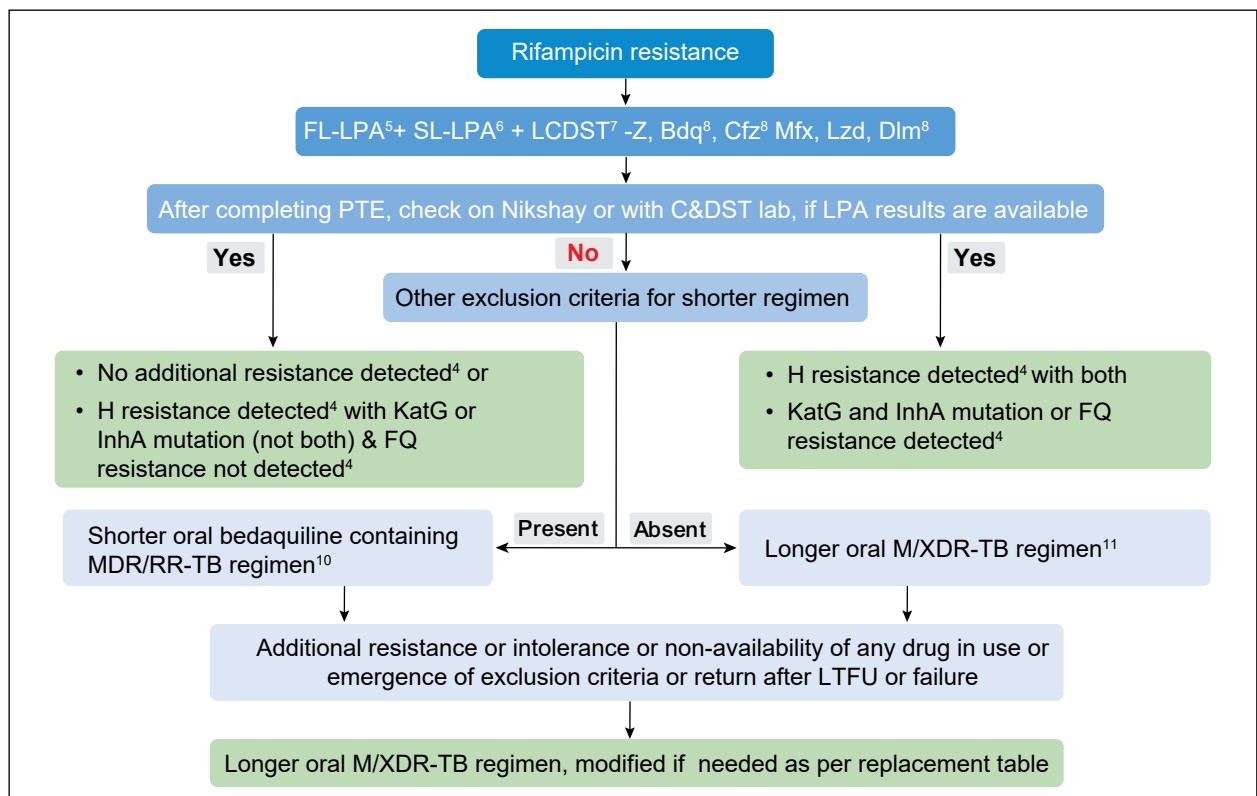 Rifampicin resistance
FL-LPA⁵+ SL-LPA⁶ + LCDST⁷ -Z, Bdq⁸, Cfz⁸ Mfx, Lzd, Dlm⁸
After completing PTE, check on Nikshay or with C&DST lab, if LPA results are available
Yes
No
Yes
Other exclusion criteria for shorter regimen
• No additional resistance detected⁴ or
• H resistance detected⁴ with KatG or
InhA mutation (not both) & FQ
resistance not detected⁴
• H resistance detected⁴ with both
• KatG and InhA mutation or FQ
resistance detected⁴
Present
Absent
Shorter oral bedaquiline containing
MDR/RR-TB regimen¹⁰
Longer oral M/XDR-TB regimen¹¹
Additional resistance or intolerance or non-availability of any drug in use or
emergence of exclusion criteria or return after LTFU or failure
Longer oral M/XDR-TB regimen, modified if needed as per replacement table